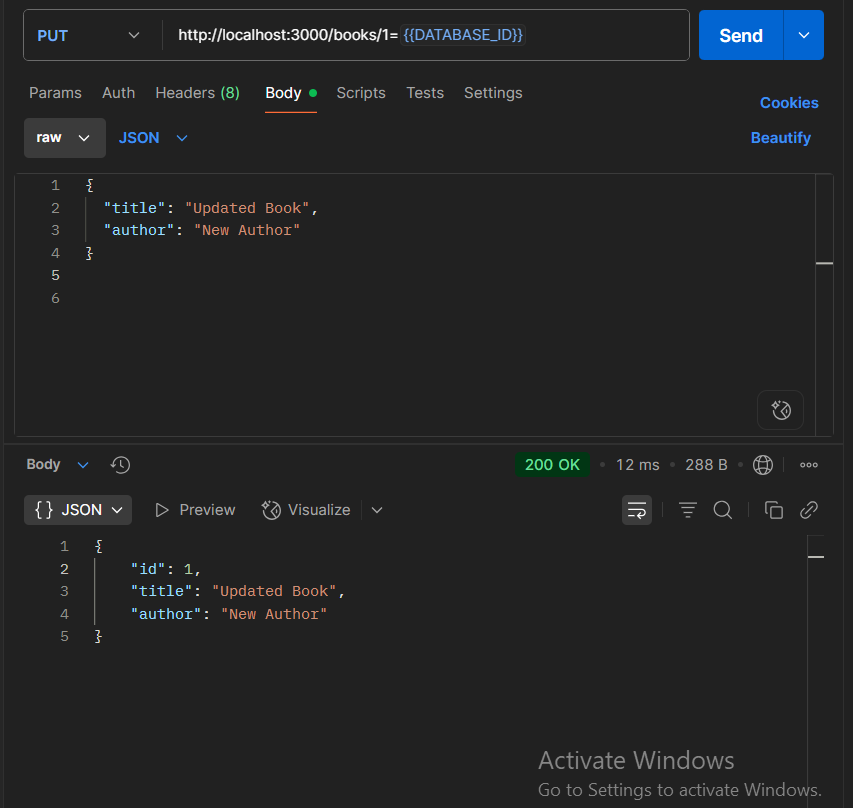 PUT http://localhost:3000/books/1= {{DATABASE_ID}} Send
Params Auth Headers (8) Body Scripts Tests Settings
Cookies
raw JSON Beautify
1 {
2 "title": "Updated Book",
3 "author": "New Author"
4 }
5
6
Body 200 OK • 12 ms • 288 B •
{} JSON Preview Visualize
1 {
2 "id": 1,
3 "title": "Updated Book",
4 "author": "New Author"
5 }
Activate Windows
Go to Settings to activate Windows.